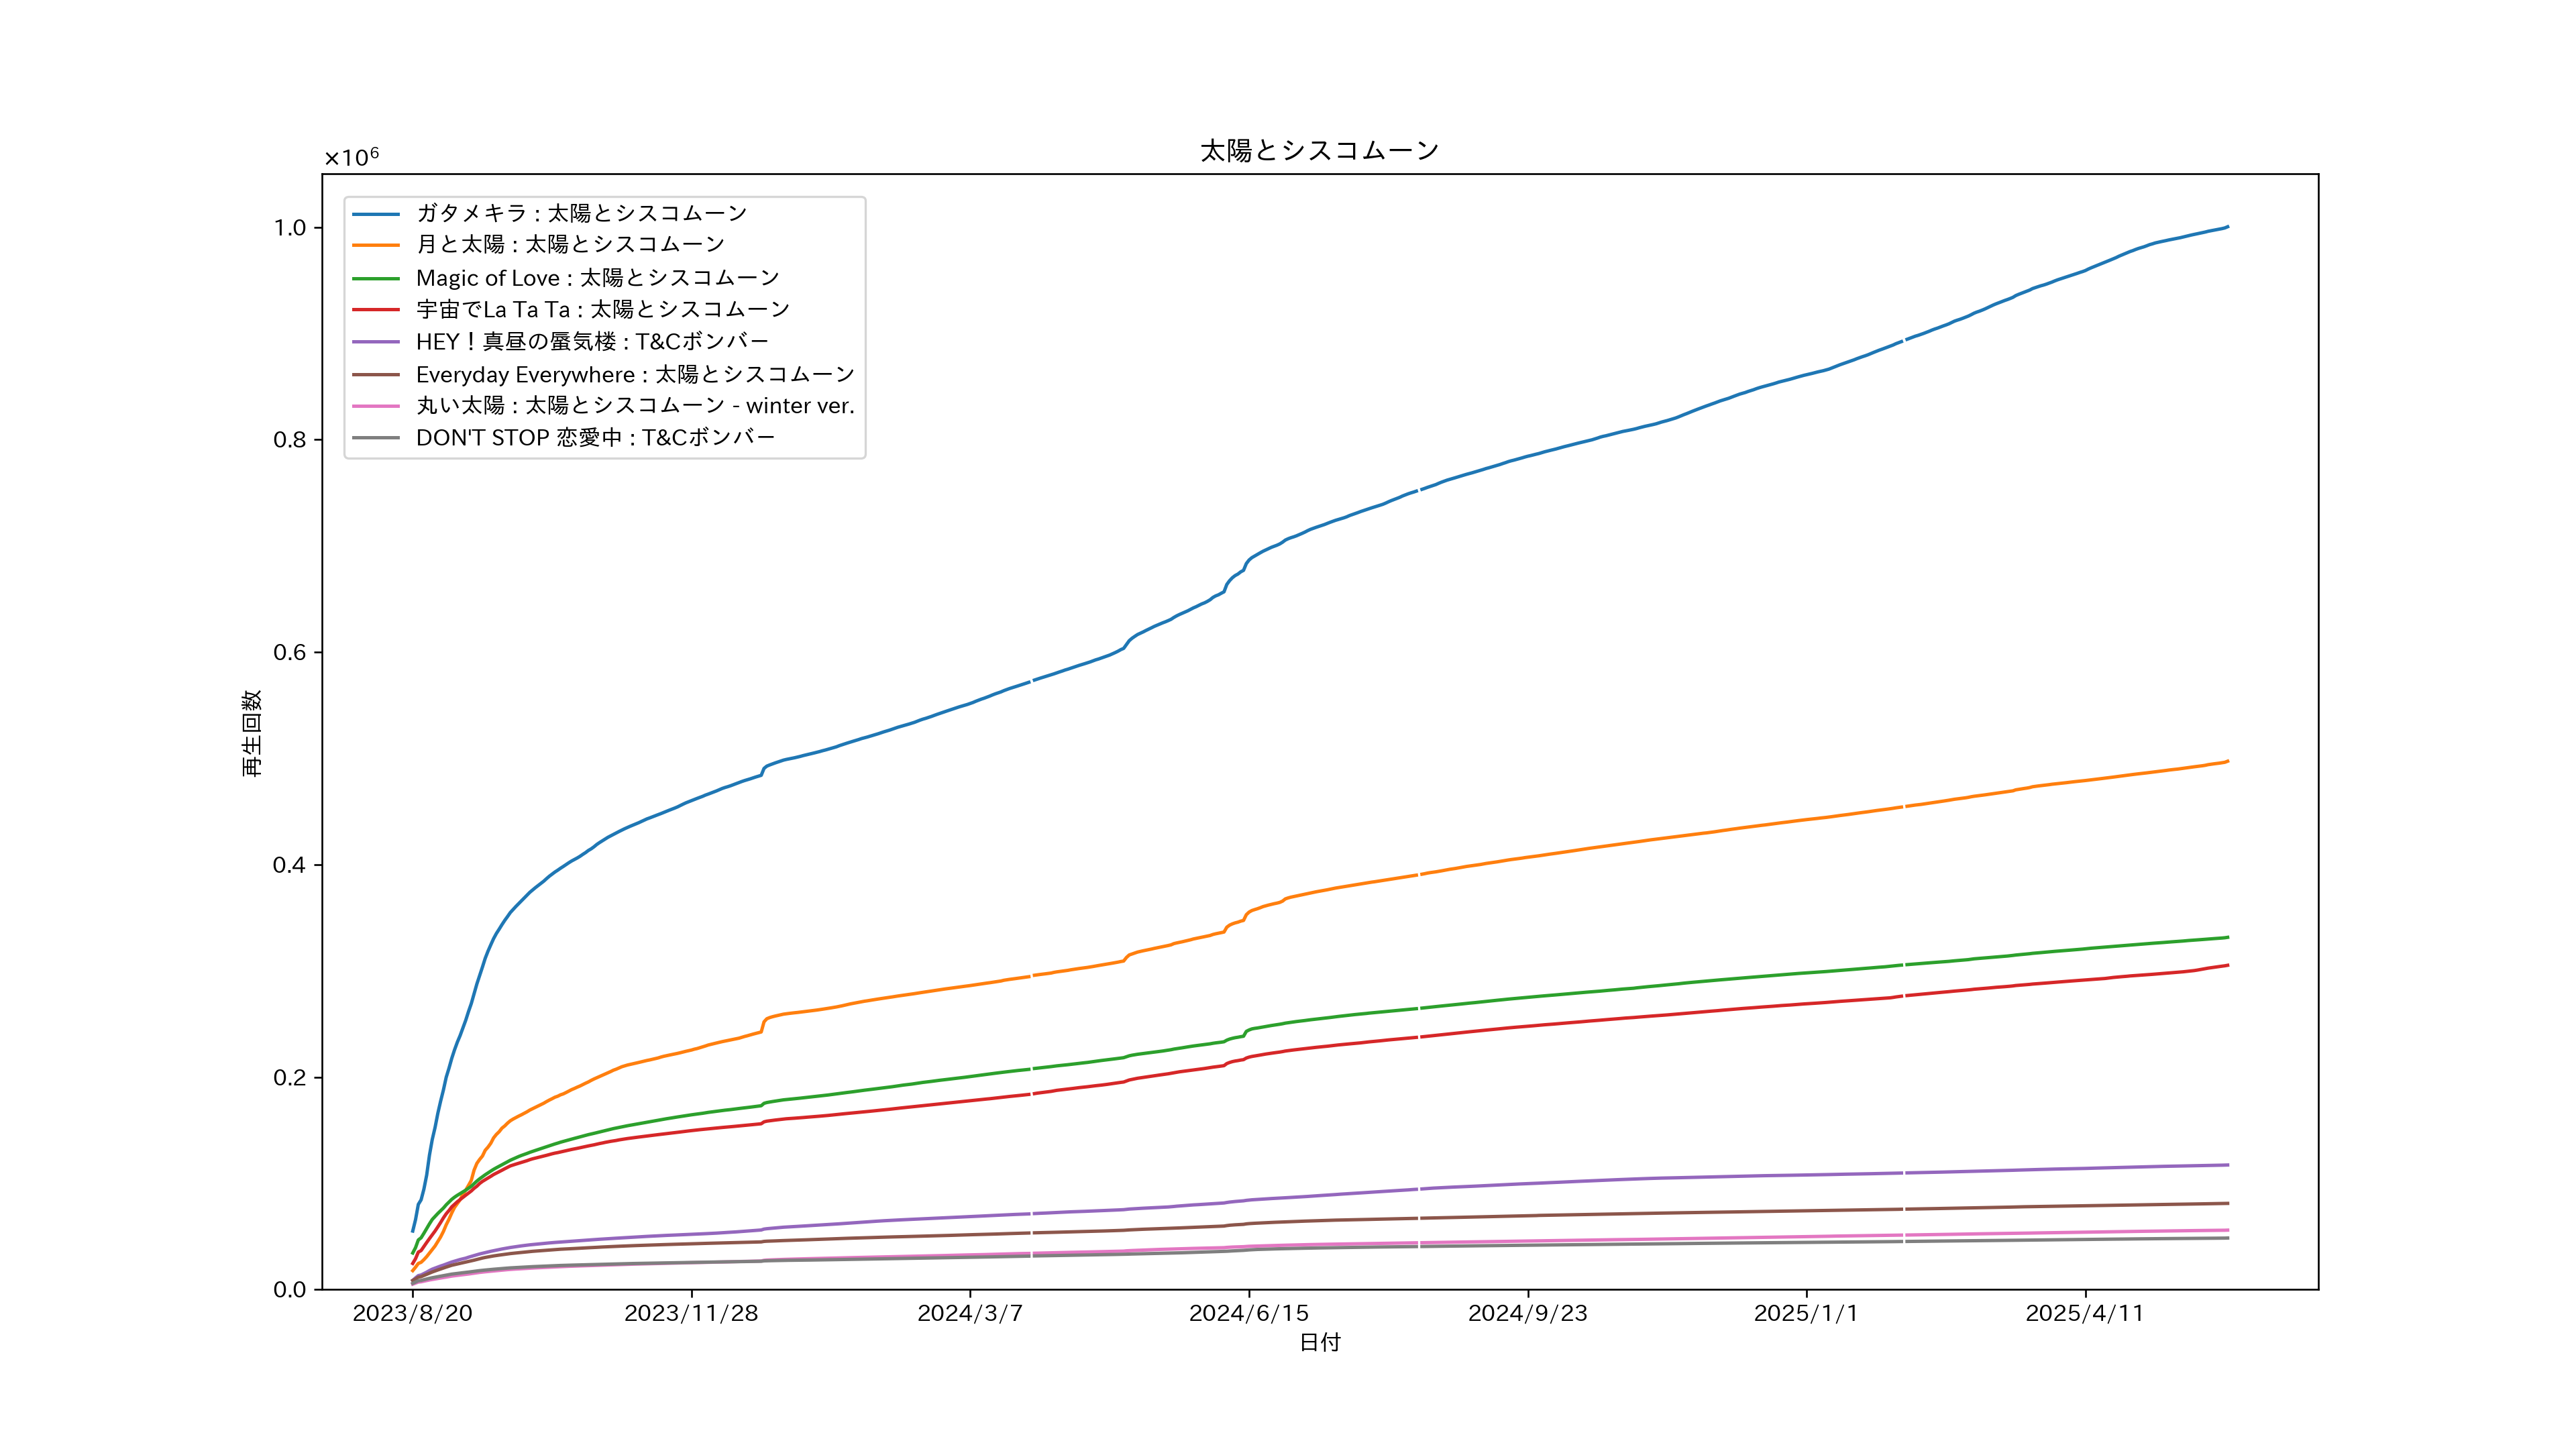 太陽とシスコムーン
×10⁶
1.0
0.8
0.6
0.4
0.2
0.0
再生回数
ガタメキラ : 太陽とシスコムーン
月と太陽 : 太陽とシスコムーン
Magic of Love : 太陽とシスコムーン
宇宙でLa Ta Ta : 太陽とシスコムーン
HEY！真昼の蜃気楼 : T&Cボンバー
Everyday Everywhere : 太陽とシスコムーン
丸い太陽 : 太陽とシスコムーン - winter ver.
DON'T STOP 恋愛中 : T&Cボンバー
2023/8/20 2023/11/28 2024/3/7 2024/6/15 2024/9/23 2025/1/1 2025/4/11
日付